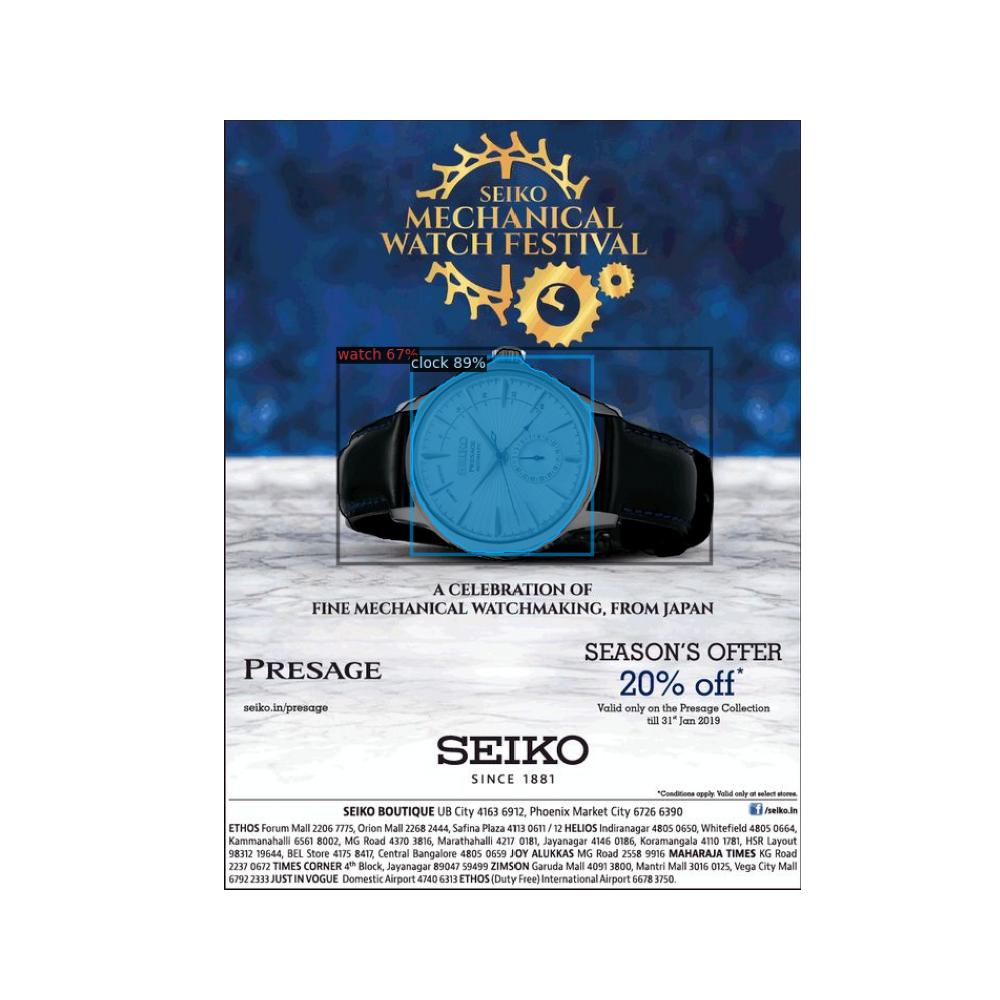 SEIKO
MECHANICAL
WATCH FESTIVAL
watch 67%
clock 89%
SEIKO
PRESAGE
A CELEBRATION OF
FINE MECHANICAL WATCHMAKING, FROM JAPAN
PRESAGE
seiko.in/presage
SEASON'S OFFER
20% off*
Valid only on the Presage Collection
till 31st Jan 2019
SEIKO
SINCE 1881
*Conditions apply. Valid only at select stores.
SEIKO BOUTIQUE UB City 4163 6912, Phoenix Market City 6726 6390
/seiko.in
ETHOS Forum Mall 2206 7775, Orion Mall 2268 2444, Safina Plaza 4113 0611 / 12 HELIOS Indiranagar 4805 0650, Whitefield 4805 0664,
Kammanahalli 6561 8002, MG Road 4370 3816, Marathahalli 4217 0181, Jayanagar 4146 0186, Koramangala 4110 1781, HSR Layout
98312 19644, BEL Store 4175 8417, Central Bangalore 4805 0659 JOY ALUKKAS MG Road 2558 9916 MAHARAJA TIMES KG Road
2237 0672 TIMES CORNER 4th Block, Jayanagar 89047 59499 ZIMSON Garuda Mall 4091 3800, Mantri Mall 3016 0125, Vega City Mall
6792 2333 JUST IN VOGUE Domestic Airport 4740 6313 ETHOS (Duty Free) International Airport 6678 3750.